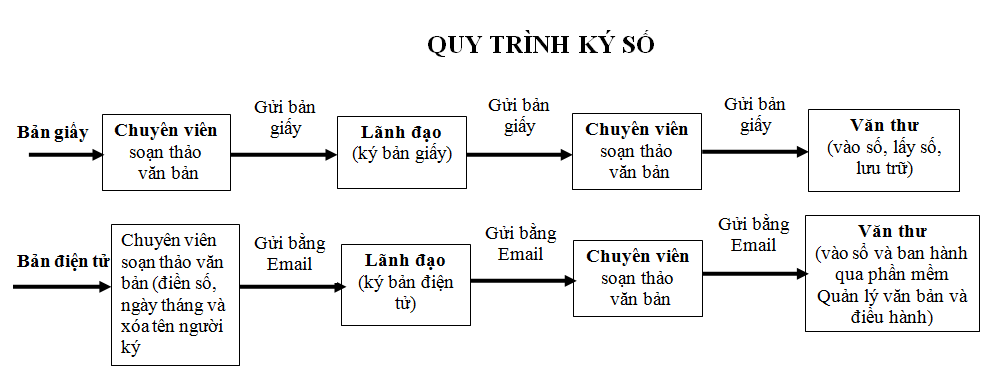 QUY TRÌNH KÝ SỐ
Bản giấy
Chuyên viên
soạn thảo
văn bản
Gửi bản
giấy
Lãnh đạo
(ký bản giấy)
Gửi bản
giấy
Chuyên viên
soạn thảo
văn bản
Gửi bản
giấy
Văn thư
(vào số, lấy số,
lưu trữ)
Bản điện tử
Chuyên viên
soạn thảo văn
bản (điền số,
ngày tháng và
xóa tên người
ký
Gửi bằng
Email
Lãnh đạo
(ký bản điện
tử)
Gửi bằng
Email
Chuyên viên
soạn thảo
văn bản
Gửi bằng
Email
Văn thư
(vào sổ và ban hành
qua phần mềm
Quản lý văn bản và
điều hành)